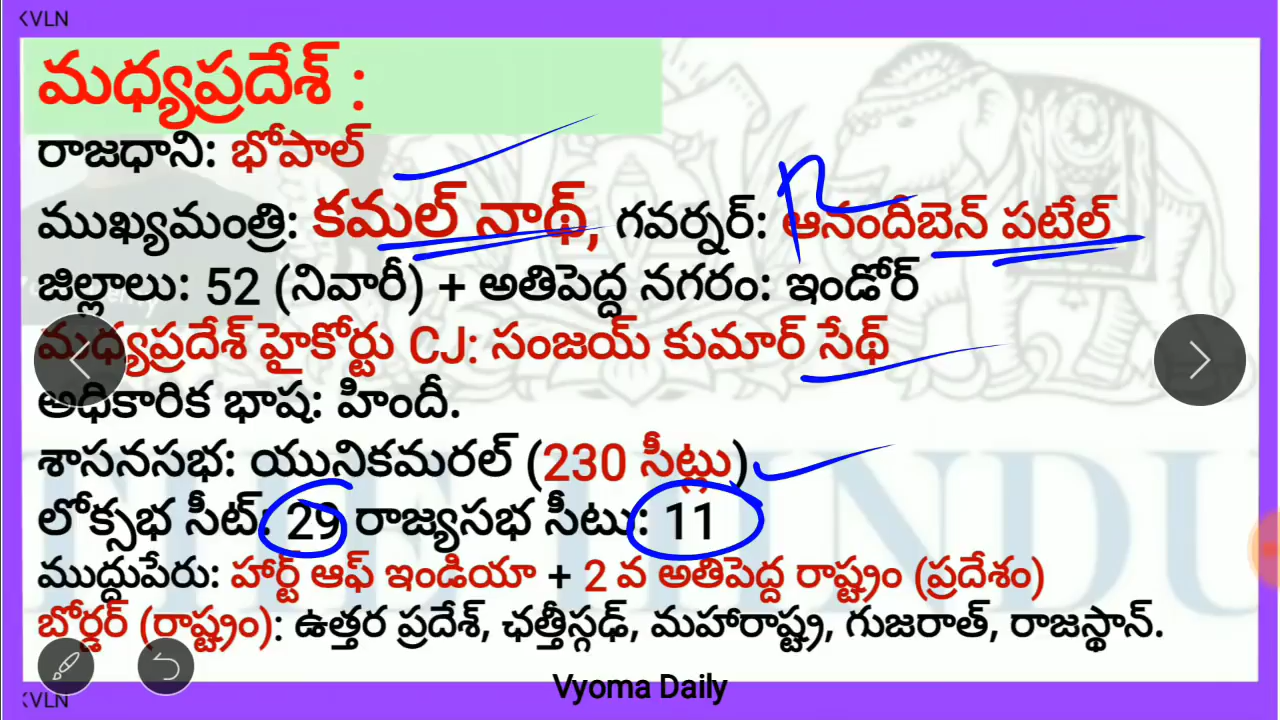 KVLN
మధ్యప్రదేశ్ :
రాజధాని: భోపాల్
ముఖ్యమంత్రి: కమల్ నాథ్, గవర్నర్: ఆనందీబెన్ పటేల్
జిల్లాలు: 52 (నివారీ) + అతిపెద్ద నగరం: ఇండోర్
మధ్యప్రదేశ్ హైకోర్టు CJ: సంజయ్ కుమార్ సేథ్
అధికారిక భాష: హిందీ.
శాసనసభ: యునికమరల్ (230 సీట్లు)
లోక్సభ సీట్: 29 రాజ్యసభ సీటు: 11
ముద్దుపేరు: హార్ట్ ఆఫ్ ఇండియా + 2 వ అతిపెద్ద రాష్ట్రం (ప్రదేశం)
బోర్డర్ (రాష్ట్రం): ఉత్తర ప్రదేశ్, ఛత్తీస్గఢ్, మహారాష్ట్ర, గుజరాత్, రాజస్థాన్.
Vyoma Daily
KVLN